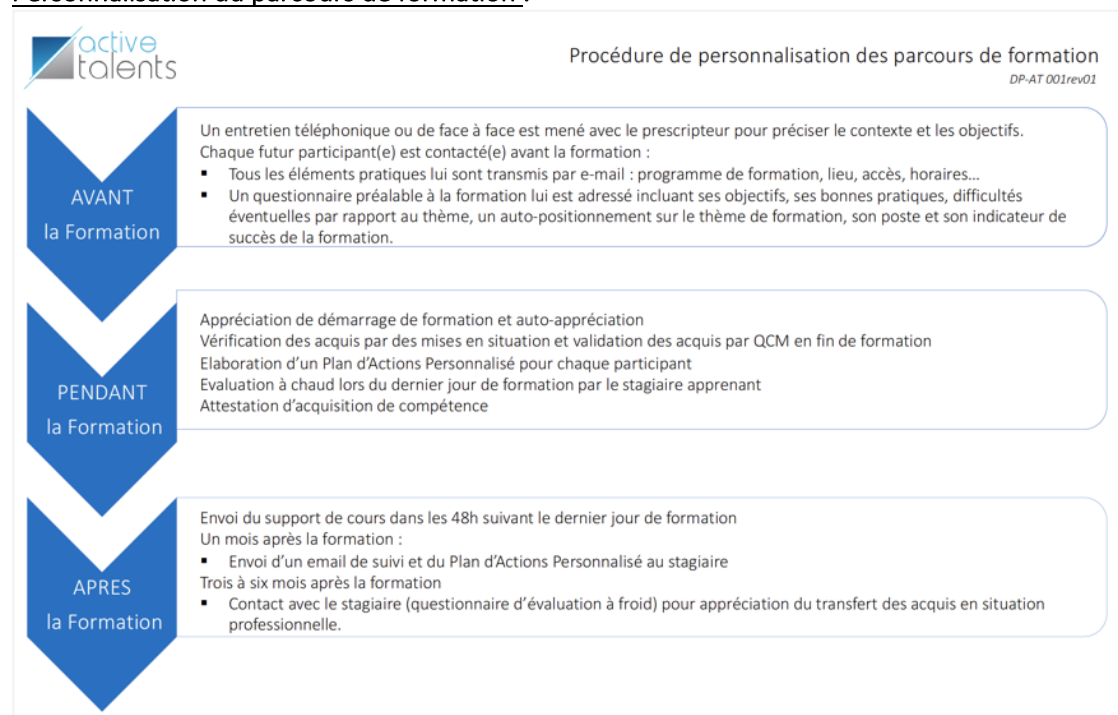 Personnalisation du parcours de formation :
active
talents
Procédure de personnalisation des parcours de formation
DP-AT 001rev01
AVANT
la Formation
Un entretien téléphonique ou de face à face est mené avec le prescripteur pour préciser le contexte et les objectifs.
Chaque futur participant(e) est contacté(e) avant la formation :
▪ Tous les éléments pratiques lui sont transmis par e-mail : programme de formation, lieu, accès, horaires...
▪ Un questionnaire préalable à la formation lui est adressé incluant ses objectifs, ses bonnes pratiques, difficultés
éventuelles par rapport au thème, un auto-positionnement sur le thème de formation, son poste et son indicateur de
succès de la formation.
PENDANT
la Formation
Appréciation de démarrage de formation et auto-appréciation
Vérification des acquis par des mises en situation et validation des acquis par QCM en fin de formation
Elaboration d'un Plan d'Actions Personnalisé pour chaque participant
Evaluation à chaud lors du dernier jour de formation par le stagiaire apprenant
Attestation d'acquisition de compétence
APRES
la Formation
Envoi du support de cours dans les 48h suivant le dernier jour de formation
Un mois après la formation :
▪ Envoi d'un email de suivi et du Plan d'Actions Personnalisé au stagiaire
Trois à six mois après la formation
▪ Contact avec le stagiaire (questionnaire d'évaluation à froid) pour appréciation du transfert des acquis en situation
professionnelle.